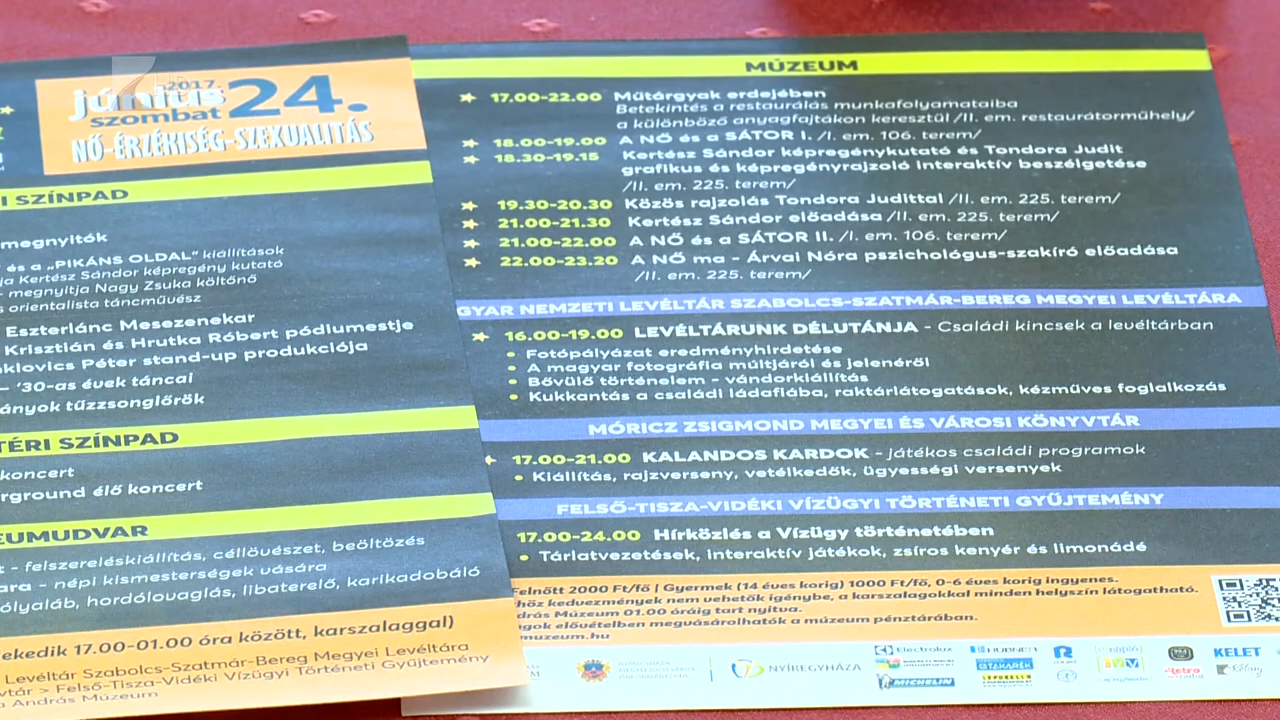 2017.
június
szombat
24.
NŐ-ÉRZÉKISÉG-SZEXUALITÁS
I SZÍNPAD
megnyitók
és a „PIKÁNS OLDAL” kiállítások
ja Kertész Sándor képregény kutató
- megnyitja Nagy Zsuka költőnő
s orientalista táncművész
Eszterlánc Mesezenekar
Krisztián és Hrutka Róbert pódiumestje
klovics Péter stand-up produkciója
– ’30-as évek táncai
ányok tűzzsonglőrök
TÉRI SZÍNPAD
koncert
rground élő koncert
EUMUDVAR
t - felszereléskiállítás, céllövészet, beöltözés
ara - népi kismesterségek vására
ólyaláb, hordólovaglás, libaterelő, karikadobáló
ekedik 17.00-01.00 óra között, karszalaggal)
Levéltár Szabolcs-Szatmár-Bereg Megyei Levéltára
vtár > Felső-Tisza-Vidéki Vízügyi Történeti Gyűjtemény
a András Múzeum
MÚZEUM
17.00-22.00 Műtárgyak erdejében
Betekintés a restaurálás munkafolyamataiba
a különböző anyagfajtákon keresztül /II. em. restaurátorműhely/
18.00-19.00 A NŐ és a SÁTOR I. /I. em. 106. terem/
18.30-19.15 Kertész Sándor képregénykutató és Tondora Judit
grafikus és képregényrajzoló interaktív beszélgetése
/II. em. 225. terem/
19.30-20.30 Közös rajzolás Tondora Judittal /II. em. 225. terem/
21.00-21.30 Kertész Sándor előadása /II. em. 225. terem/
21.00-22.00 A NŐ és a SÁTOR II. /I. em. 106. terem/
22.00-23.20 A NŐ ma - Árvai Nóra pszichológus-szakíró előadása
/II. em. 225. terem/
GYAR NEMZETI LEVÉLTÁR SZABOLCS-SZATMÁR-BEREG MEGYEI LEVÉLTÁRA
16.00-19.00 LEVÉLTÁRUNK DÉLUTÁNJA - Családi kincsek a levéltárban
• Fotópályázat eredményhirdetése
• A magyar fotográfia múltjáról és jelenéről
• Bővülő történelem - vándorkiállítás
• Kukkantás a családi ládafiába, raktárlátogatások, kézműves foglalkozás
MÓRICZ ZSIGMOND MEGYEI ÉS VÁROSI KÖNYVTÁR
17.00-21.00 KALANDOS KARDOK - játékos családi programok
• Kiállítás, rajzverseny, vetélkedők, ügyességi versenyek
FELSŐ-TISZA-VIDÉKI VÍZÜGYI TÖRTÉNETI GYŰJTEMÉNY
17.00-24.00 Hírközlés a Vízügy történetében
• Tárlatvezetések, interaktív játékok, zsíros kenyér és limonádé
Felnőtt 2000 Ft/fő | Gyermek (14 éves korig) 1000 Ft/fő, 0-6 éves korig ingyenes.
höz kedvezmények nem vehetők igénybe, a karszalagokkal minden helyszín látogatható.
drás Múzeum 01.00 óráig tart nyitva.
gok elővételben megvásárolhatók a múzeum pénztárában.
muzeum.hu
NYÍREGYHÁZA
Electrolux
HÜBNER
TAKARÉK
MICHELIN
KELET